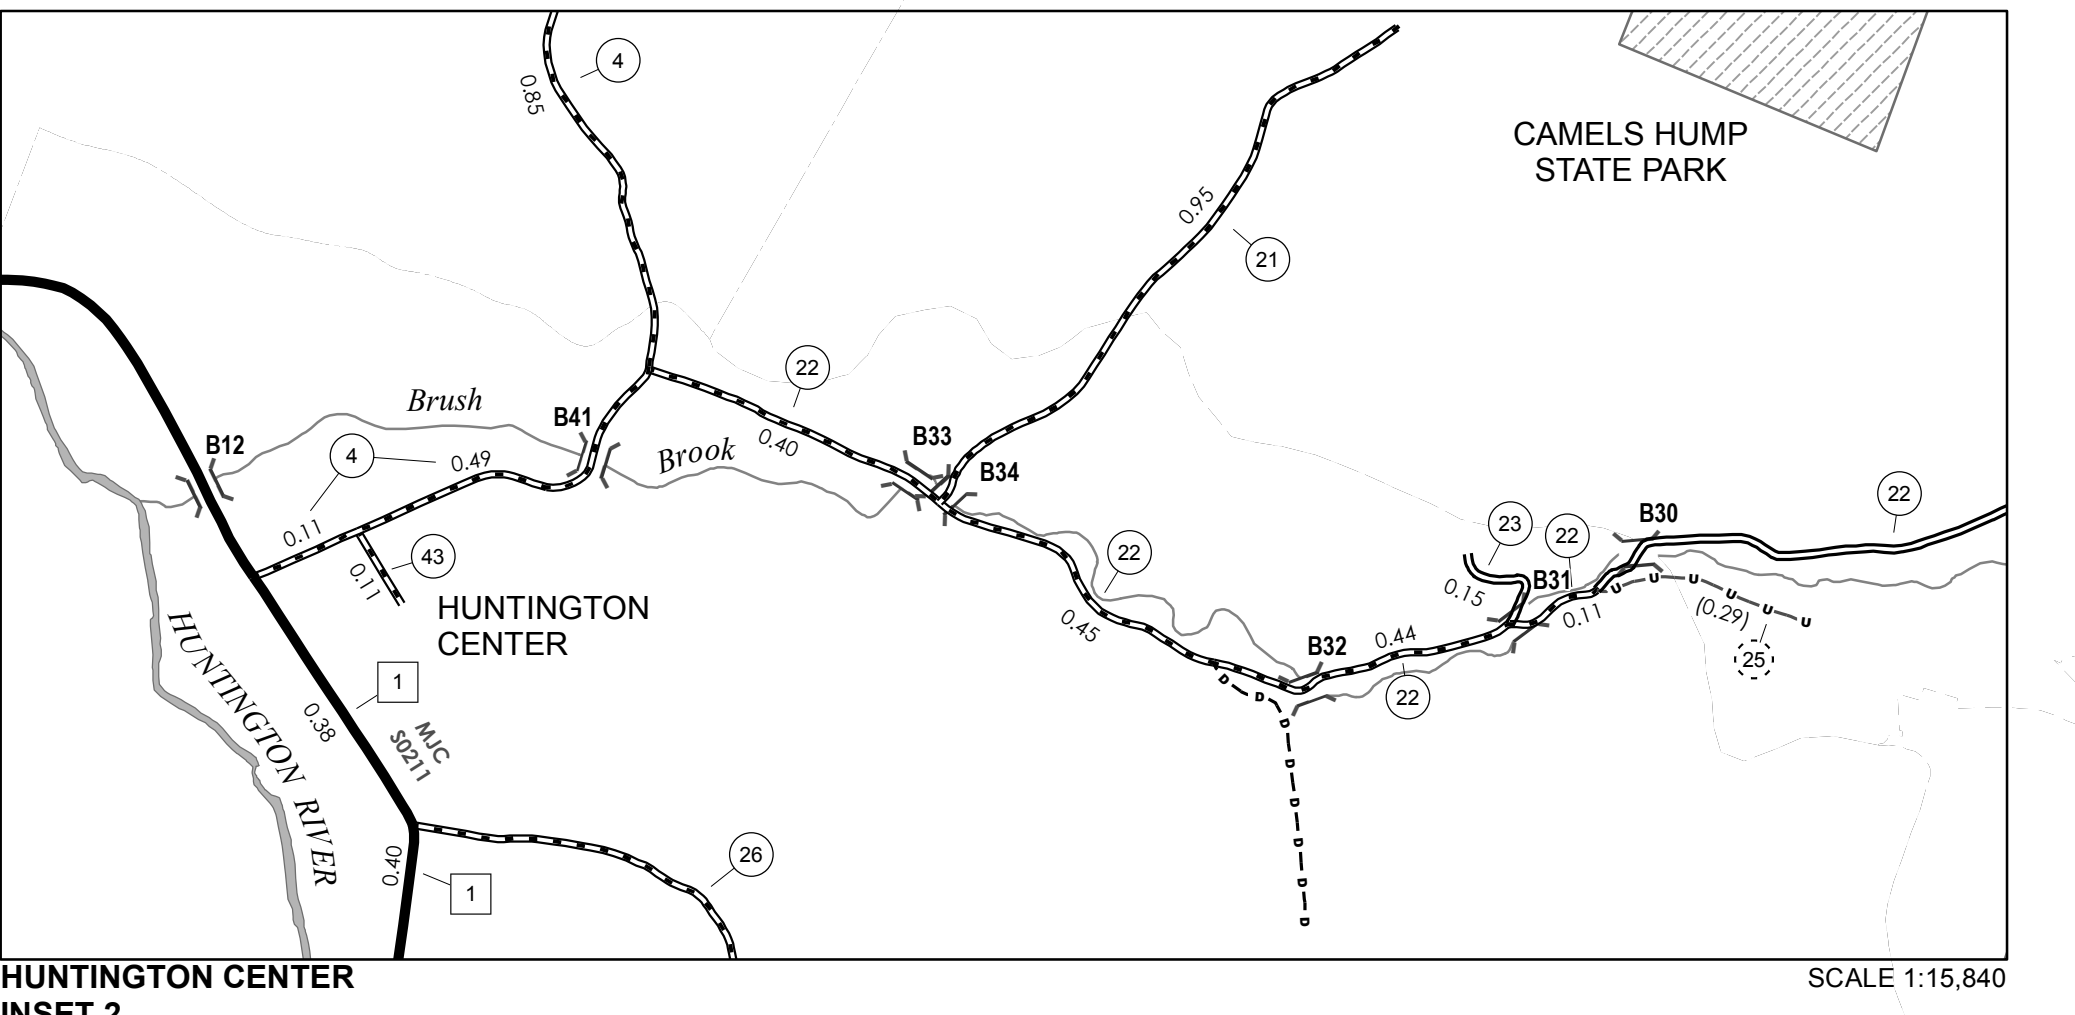 4
0.85
CAMELS HUMP
STATE PARK
0.95
21
22
Brush
B41
B12
4
0.49
0.40
Brook
B33
B34
0.11
43
0.11
22
23
22
B30
22
B31
0.15
0.11
(0.29)
25
HUNTINGTON
CENTER
0.45
B32
0.44
22
HUNTINGTON RIVER
1
0.38
MJC
S0211
0.40
1
26
U
U
U
U
U
U
D
D
D
D
D
D
D
D
HUNTINGTON CENTER
INSET 2
SCALE 1:15,840